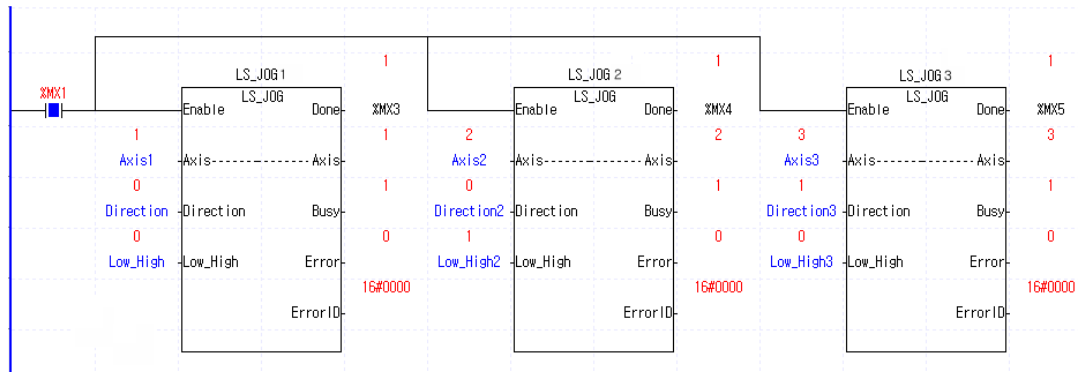 1 1 1
LS_JOG1 LS_JOG2 LS_JOG3
%MX1 LS_JOG LS_JOG LS_JOG
Enable Done %MX3 Enable Done %MX4 Enable Done %MX5
1 1 2 2 3 3
Axis1 Axis Axis Axis2 Axis Axis Axis3 Axis Axis
0 1 0 1 1 1
Direction Direction Busy Direction2 Direction Busy Direction3 Direction Busy
0 0 1 0 0 0
Low_High Low_High Error Low_High2 Low_High Error Low_High3 Low_High Error
16#0000 16#0000 16#0000
ErrorID ErrorID ErrorID